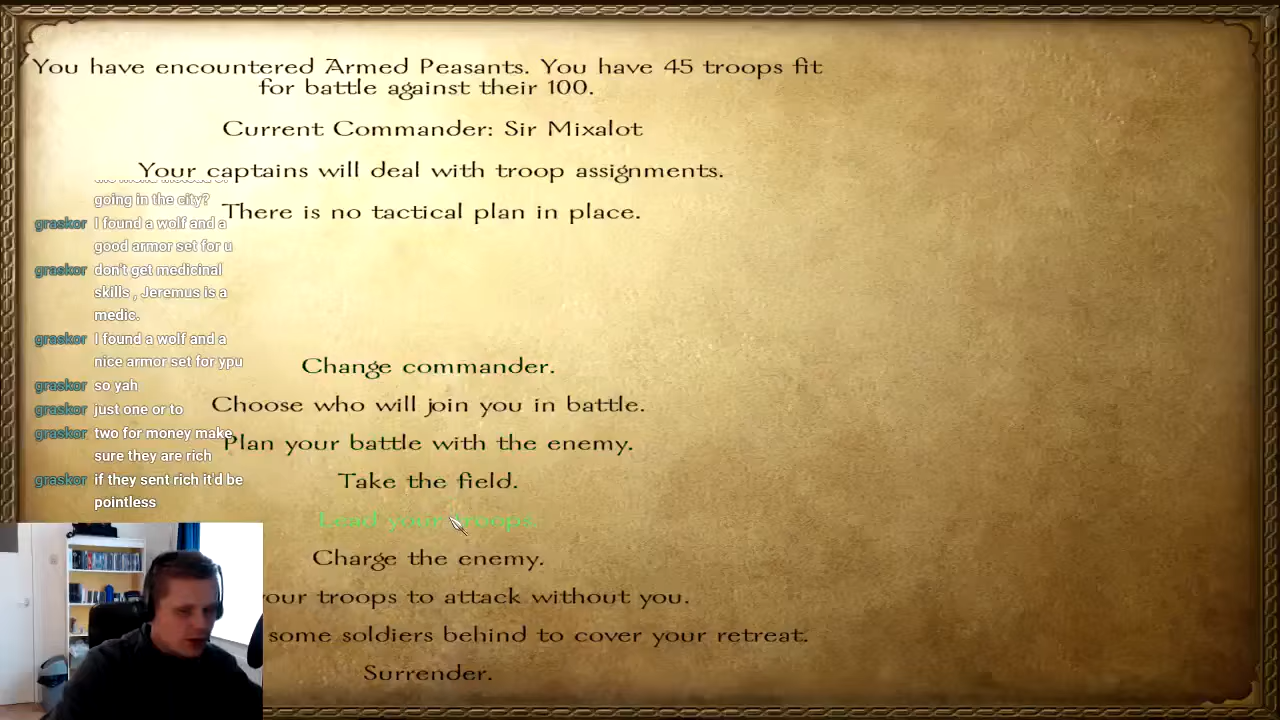 You have encountered Armed Peasants. You have 45 troops fit
for battle against their 100.
Current Commander: Sir Mixalot
Your captains will deal with troop assignments.
There is no tactical plan in place.
going in the city?
graskor I found a wolf and a
good armor set for u
graskor don't get medicinal
skills , Jeremus is a
medic.
graskor I found a wolf and a
nice armor set for ypu
graskor so yah
graskor just one or to
graskor two for money make
sure they are rich
graskor if they sent rich it'd be
pointless
Change commander.
Choose who will join you in battle.
Plan your battle with the enemy.
Take the field.
Lead your troops.
Charge the enemy.
your troops to attack without you.
some soldiers behind to cover your retreat.
Surrender.